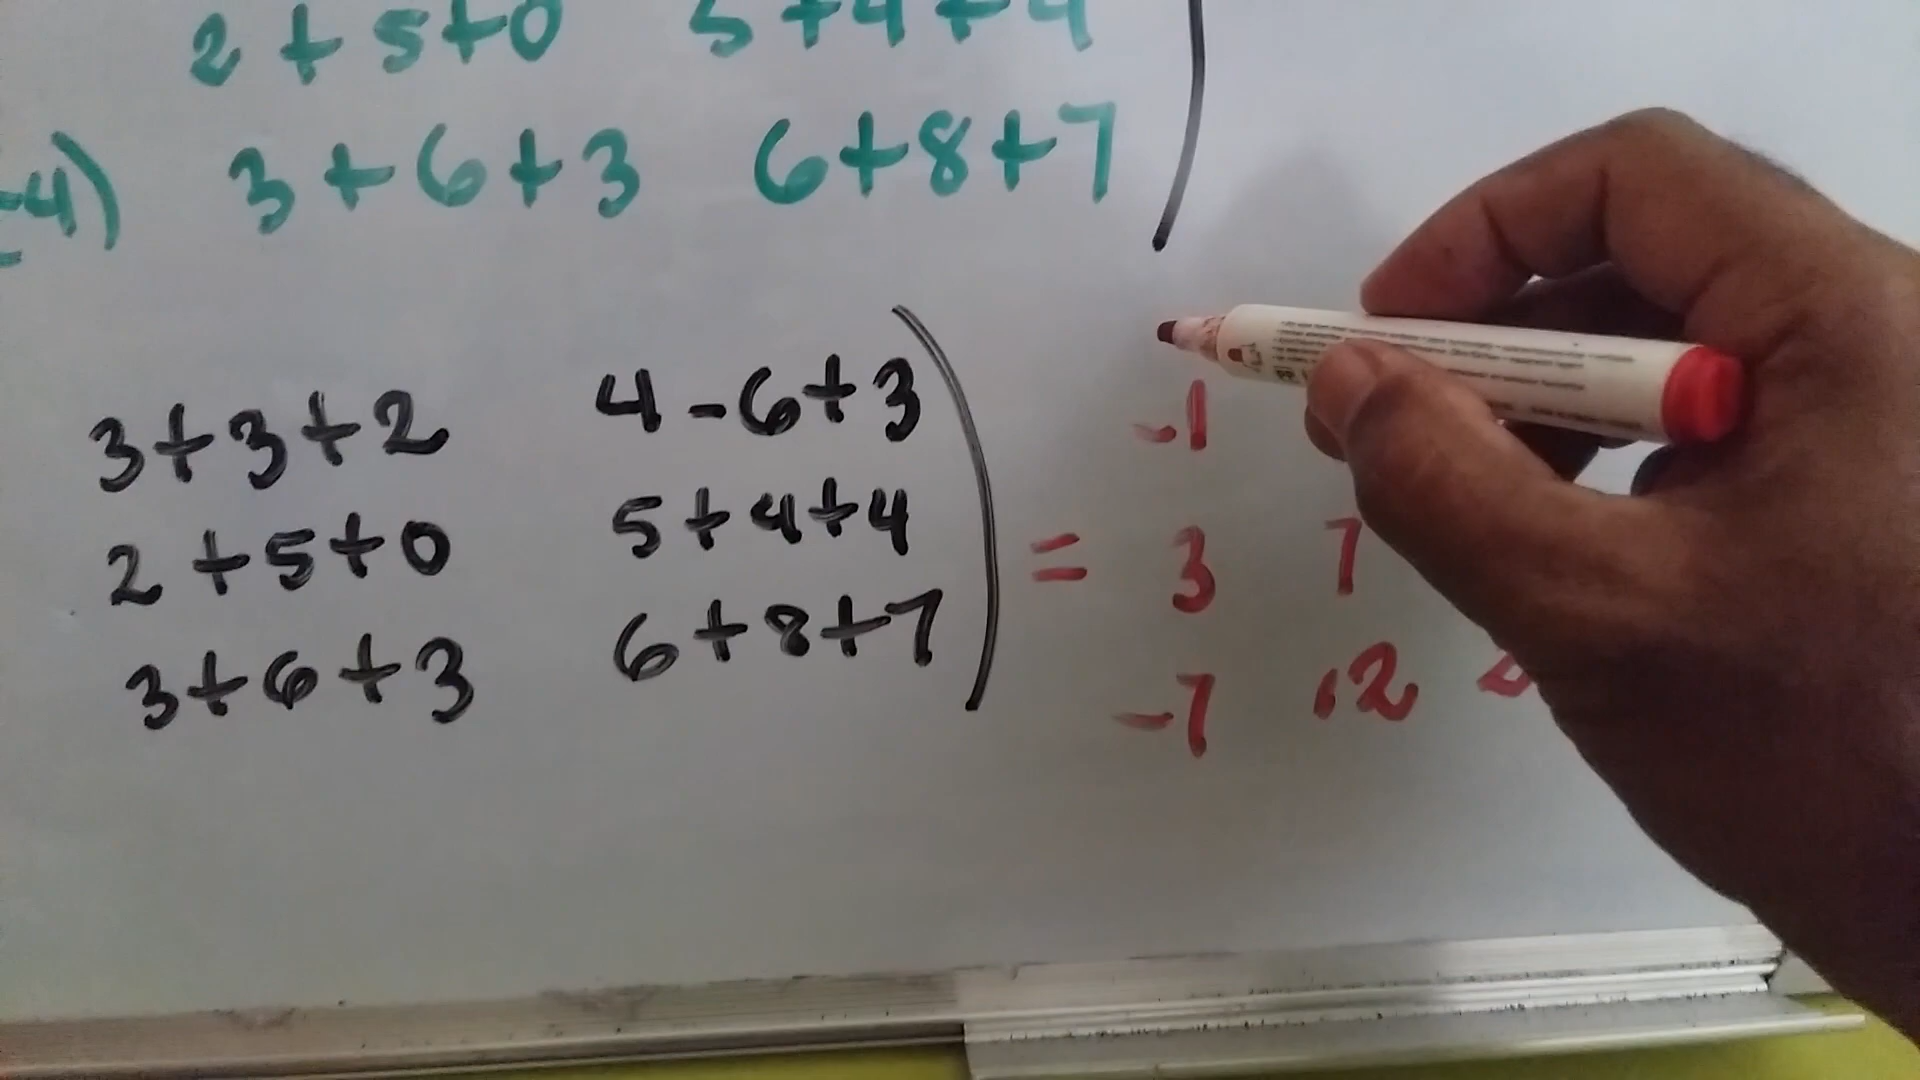 2+5+0 5+4+4
4) 3+6+3 6+8+7
3+3+2 4-6+3 -1
2+5+0 5+4+4 = 3 7
3+6+3 6+8+7 -7 12 2